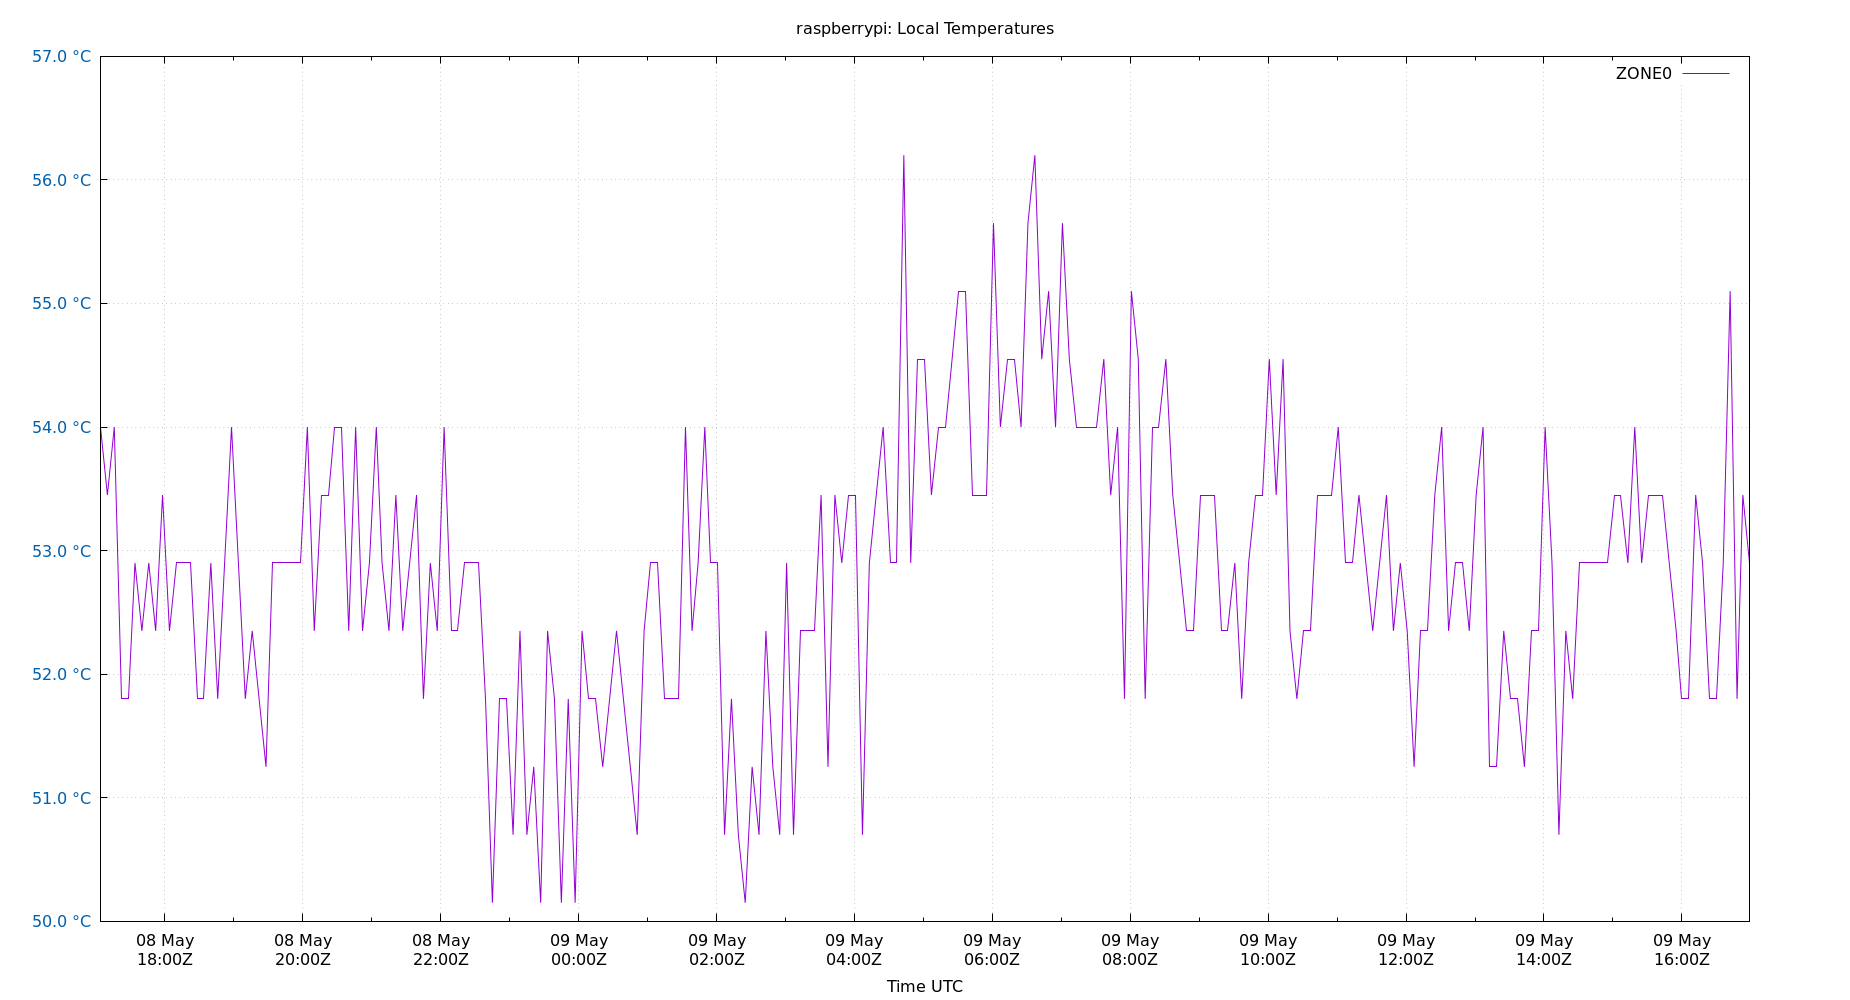 raspberrypi: Local Temperatures
57.0 °C
ZONE0
56.0 °C
55.0 °C
54.0 °C
53.0 °C
52.0 °C
51.0 °C
50.0 °C
08 May 08 May 08 May 09 May 09 May 09 May 09 May 09 May 09 May 09 May 09 May 09 May
18:00Z 20:00Z 22:00Z 00:00Z 02:00Z 04:00Z 06:00Z 08:00Z 10:00Z 12:00Z 14:00Z 16:00Z
Time UTC